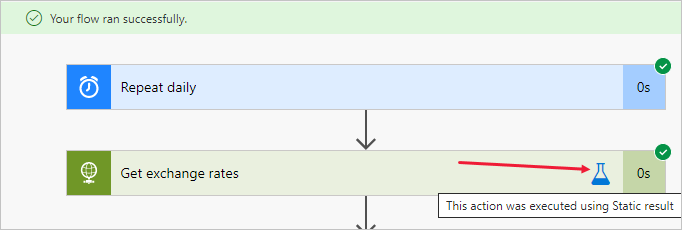 Your flow ran successfully.
Repeat daily
0s
Get exchange rates
0s
This action was executed using Static result